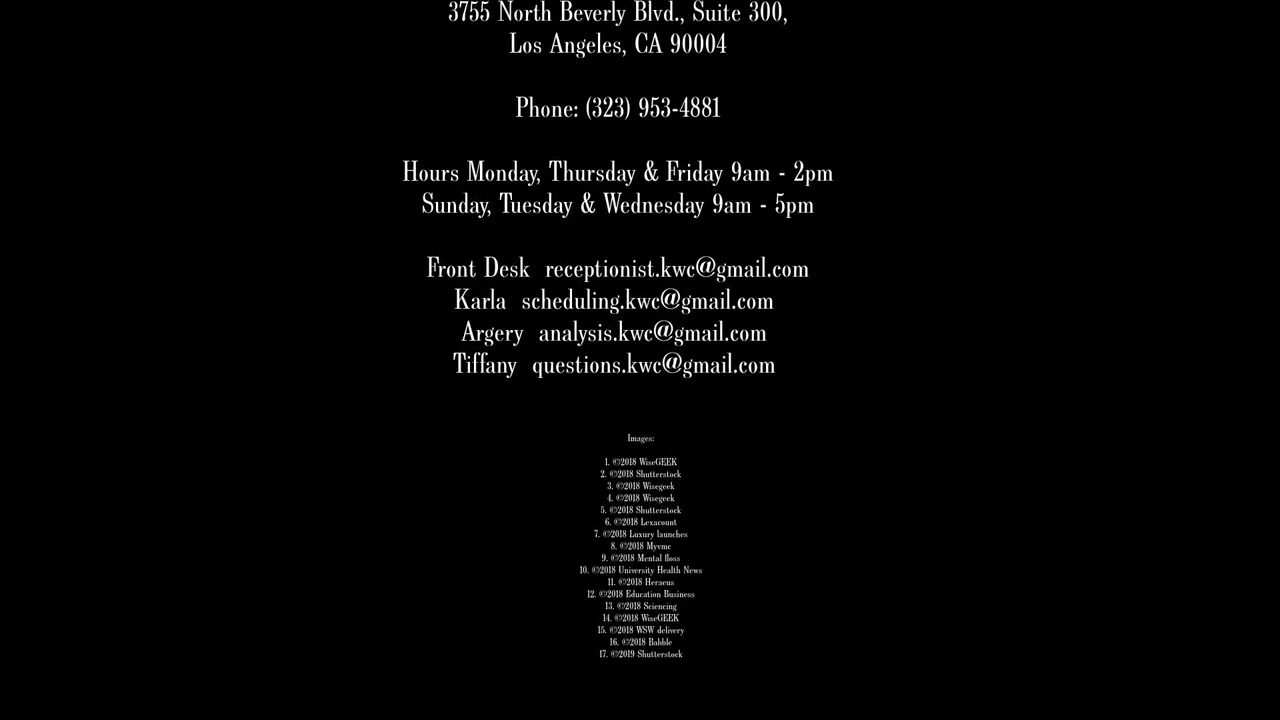 3755 North Beverly Blvd., Suite 300,
Los Angeles, CA 90004
Phone: (323) 953-4881
Hours Monday, Thursday & Friday 9am - 2pm
Sunday, Tuesday & Wednesday 9am - 5pm
Front Desk receptionist.kwc@gmail.com
Karla scheduling.kwc@gmail.com
Argery analysis.kwc@gmail.com
Tiffany questions.kwc@gmail.com
Images:
1. ©2018 WiseGEEK
2. ©2018 Shutterstock
3. ©2018 Wisegeek
4. ©2018 Wisegeek
5. ©2018 Shutterstock
6. ©2018 Lexacount
7. ©2018 Luxury launches
8. ©2018 Myvmc
9. ©2018 Mental floss
10. ©2018 University Health News
11. ©2018 Heraeus
12. ©2018 Education Business
13. ©2018 Sciencing
14. ©2018 WiseGEEK
15. ©2018 WSW delivery
16. ©2018 Babble
17. ©2019 Shutterstock